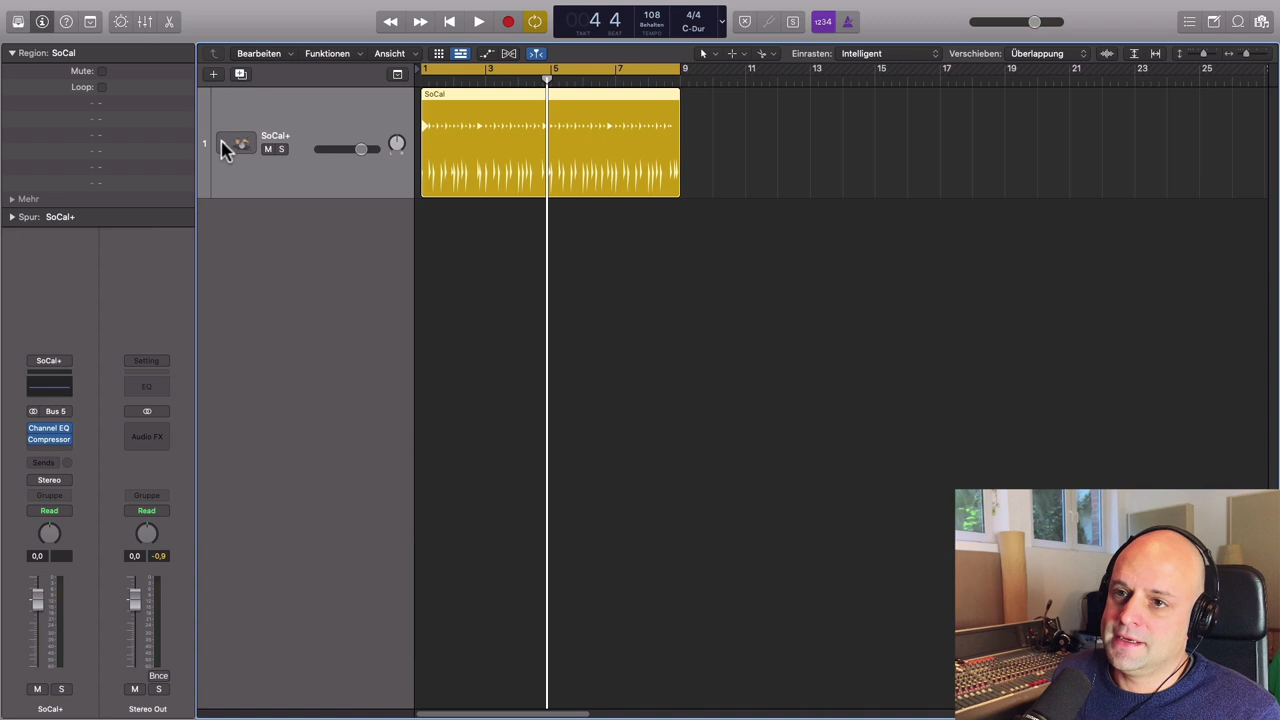 4 4
TAKT BEAT
108
Behalten
TEMPO
4/4
C-Dur
1234
Region: SoCal
Mute:
Loop:
Mehr
Spur: SoCal+
Bearbeiten
Funktionen
Ansicht
Einrasten: Intelligent
Verschieben: Überlappung
1 3 5 7 9 11 13 15 17 19 21 23 25
1
SoCal+
M S
SoCal
SoCal+
Setting
EQ
Bus 5
Channel EQ
Compressor
Audio FX
Sends
Stereo
Gruppe
Gruppe
Read
Read
0,0
0,0 -0,9
Bnce
M S
M S
SoCal+
Stereo Out